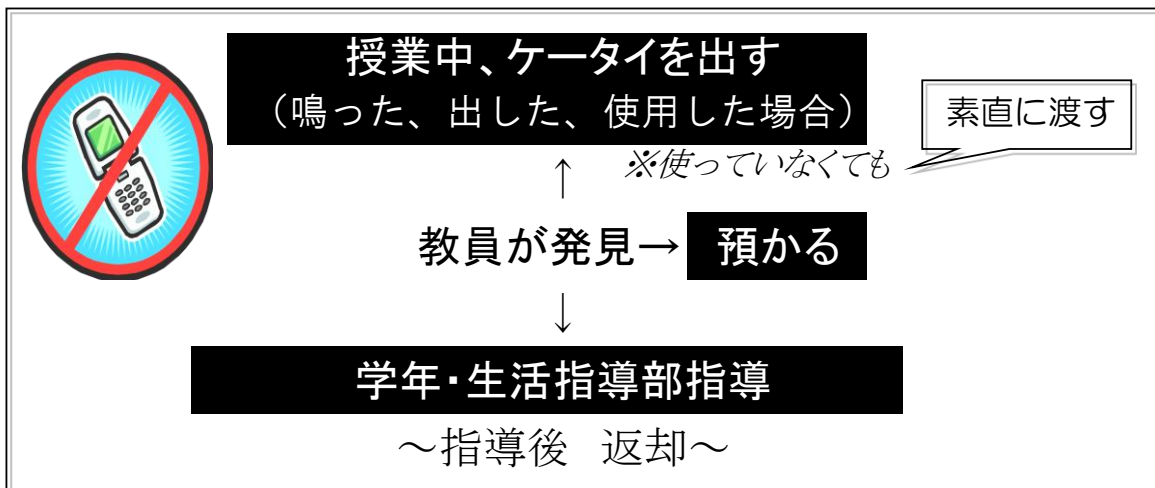 授業中、ケータイを出す
（鳴った、出した、使用した場合）
素直に渡す
↑
※使っていなくても
教員が発見→ 預かる
↓
学年・生活指導部指導
～指導後 返却～